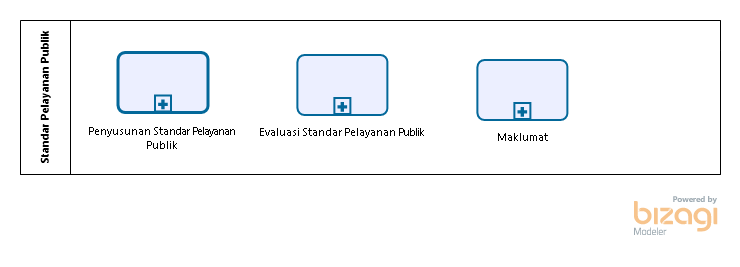 Standar Pelayanan Publik
Penyusunan Standar Pelayanan
Publik
Evaluasi Standar Pelayanan Publik
Maklumat
Powered by
bizagi
Modeler